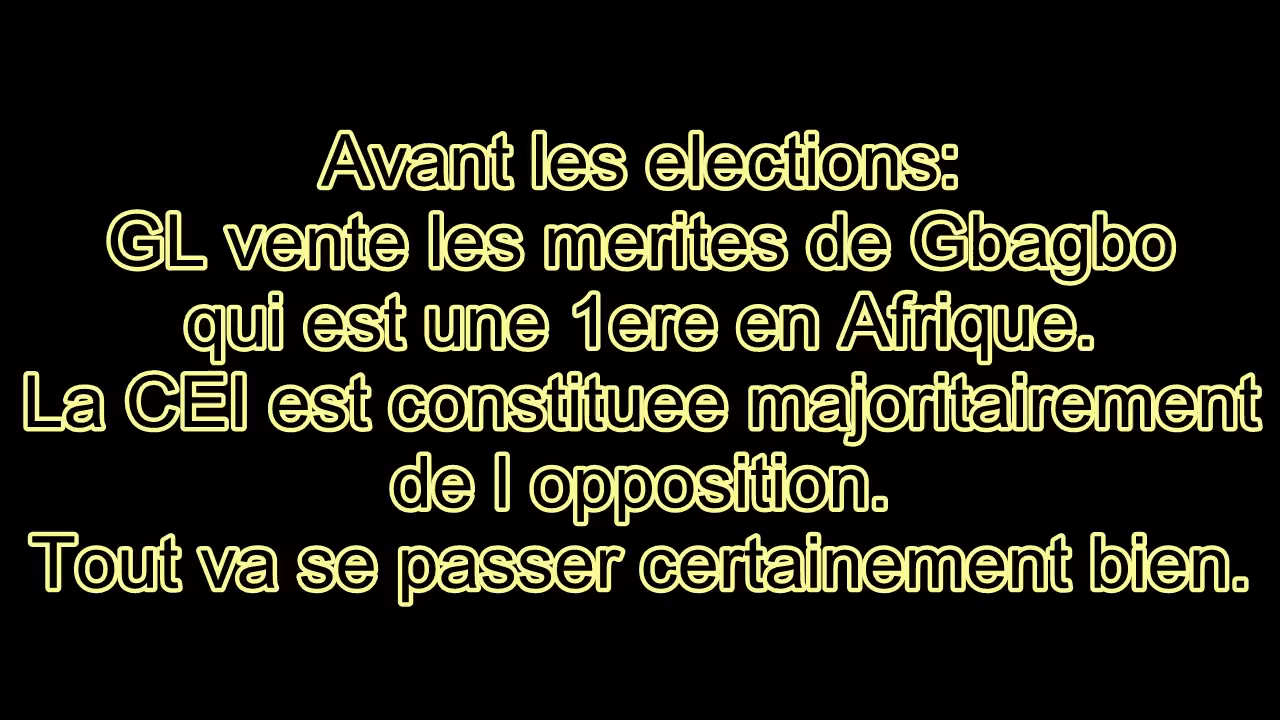 Avant les elections:
GL vente les merites de Gbagbo
qui est une 1ere en Afrique.
La CEI est constituee majoritairement
de l opposition.
Tout va se passer certainement bien.